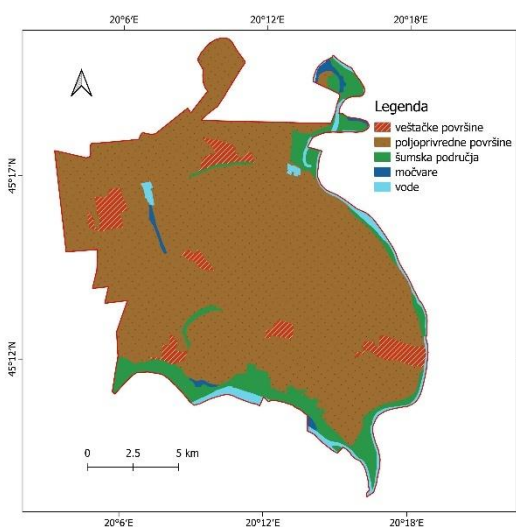 20°6'E 20°12'E 20°18'E
Legenda
veštačke površine
poljoprivredne površine
šumska područja
močvare
vode
45°17'N
45°12'N
0 2.5 5 km
20°6'E 20°12'E 20°18'E